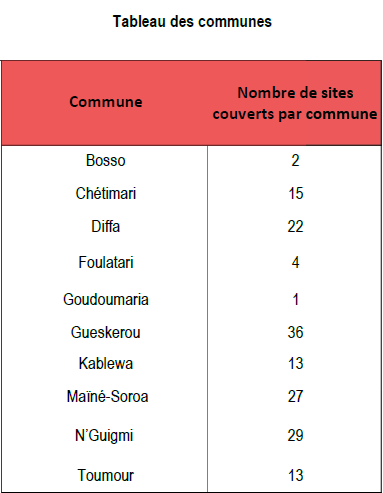 Tableau des communes
Commune Nombre de sites
couverts par commune
Bosso 2
Chétimari 15
Diffa 22
Foulatari 4
Goudoumaria 1
Gueskerou 36
Kablewa 13
Maïné-Soroa 27
N'Guigmi 29
Toumour 13